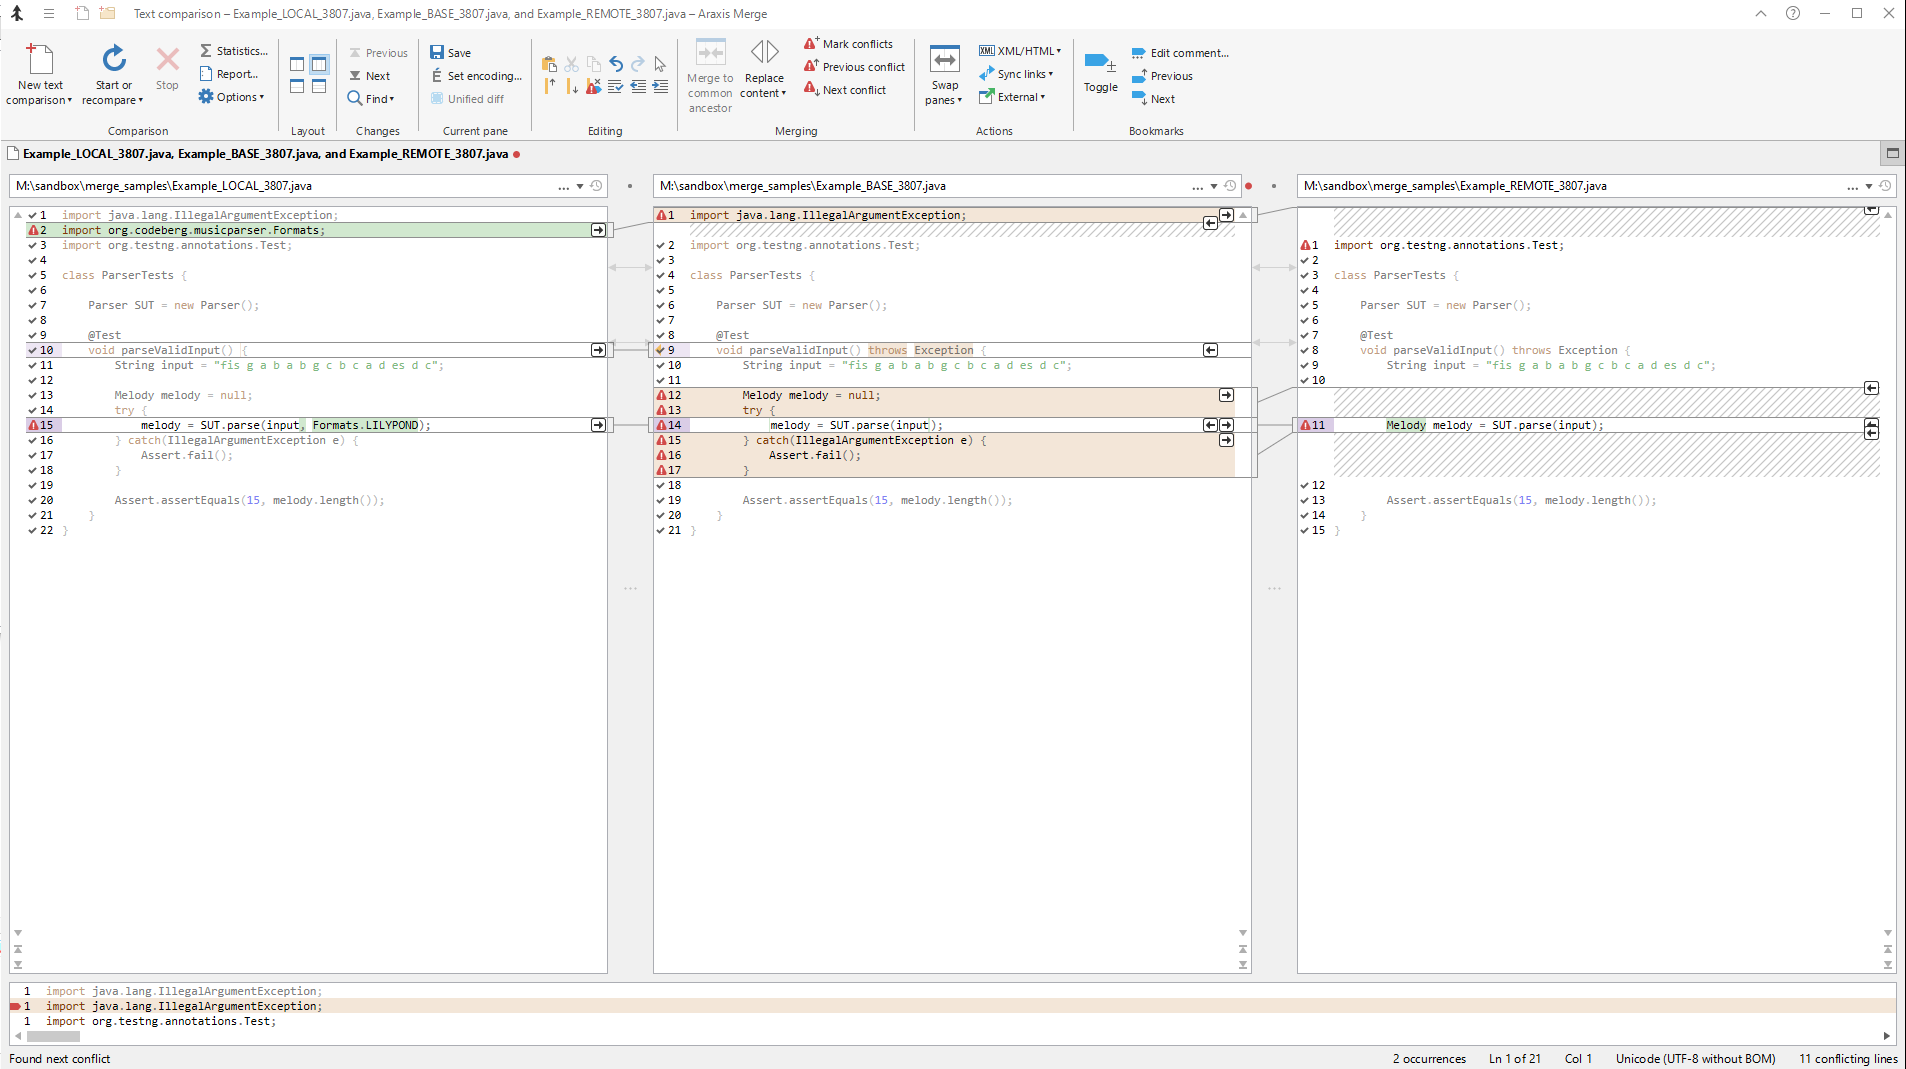 Text comparison – Example_LOCAL_3807.java, Example_BASE_3807.java, and Example_REMOTE_3807.java – Araxis Merge
New text comparison
Start or recompare
Stop
Statistics...
Report...
Options
Comparison
Layout
Previous
Next
Find
Changes
Save
Set encoding...
Unified diff
Current pane
Editing
Merge to common ancestor
Replace content
Mark conflicts
Previous conflict
Next conflict
Merging
Swap panes
XML/HTML
Sync links
External
Actions
Toggle
Edit comment...
Previous
Next
Bookmarks
Example_LOCAL_3807.java, Example_BASE_3807.java, and Example_REMOTE_3807.java
M:\sandbox\merge_samples\Example_LOCAL_3807.java ...
1 import java.lang.IllegalArgumentException;
2 import org.codeberg.musicparser.Formats;
3 import org.testng.annotations.Test;
4
5 class ParserTests {
6
7 Parser SUT = new Parser();
8
9 @Test
10 void parseValidInput() {
11 String input = "fis g a b a b g c b c a d es d c";
12
13 Melody melody = null;
14 try {
15 melody = SUT.parse(input, Formats.LILYPOND);
16 } catch(IllegalArgumentException e) {
17 Assert.fail();
18 }
19
20 Assert.assertEquals(15, melody.length());
21 }
22 }
M:\sandbox\merge_samples\Example_BASE_3807.java ...
1 import java.lang.IllegalArgumentException;
2 import org.testng.annotations.Test;
3
4 class ParserTests {
5
6 Parser SUT = new Parser();
7
8 @Test
9 void parseValidInput() throws Exception {
10 String input = "fis g a b a b g c b c a d es d c";
11
12 Melody melody = null;
13 try {
14 melody = SUT.parse(input);
15 } catch(IllegalArgumentException e) {
16 Assert.fail();
17 }
18
19 Assert.assertEquals(15, melody.length());
20 }
21 }
M:\sandbox\merge_samples\Example_REMOTE_3807.java ...
1 import org.testng.annotations.Test;
2
3 class ParserTests {
4
5 Parser SUT = new Parser();
6
7 @Test
8 void parseValidInput() throws Exception {
9 String input = "fis g a b a b g c b c a d es d c";
10
11 Melody melody = SUT.parse(input);
12
13 Assert.assertEquals(15, melody.length());
14 }
15 }
1 import java.lang.IllegalArgumentException;
1 import java.lang.IllegalArgumentException;
1 import org.testng.annotations.Test;
Found next conflict
2 occurrences
Ln 1 of 21
Col 1
Unicode (UTF-8 without BOM)
11 conflicting lines